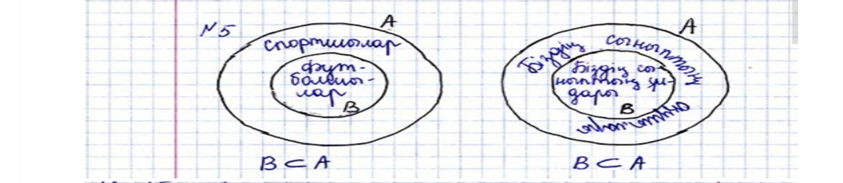 №5
A
спортшылар
фут-
болшы-
лар
B
B ⊂ A
A
Біздің сыныптың
оқушылары
Біздің сы-
ныптың ұл-
дары
B
B ⊂ A